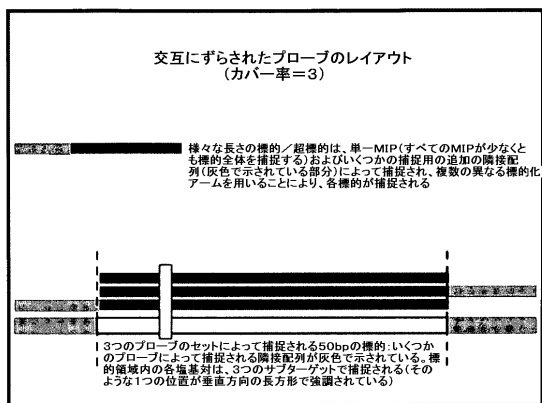 交互にずらされたプローブのレイアウト
(カバー率＝3)
様々な長さの標的／超標的は、単一MIP(すべてのMIPが少なくと
も標的全体を捕捉する)およびいくつかの捕捉用の追加の隣接配
列(灰色で示されている部分)によって捕捉され、複数の異なる標的化
アームを用いることにより、各標的が捕捉される
3つのプローブのセットによって捕捉される50bpの標的:いくつか
のプローブによって捕捉される隣接配列が灰色で示されている。標
的領域内の各塩基対は、3つのサブターゲットで捕捉される(その
ような1つの位置が垂直方向の長方形で強調されている)